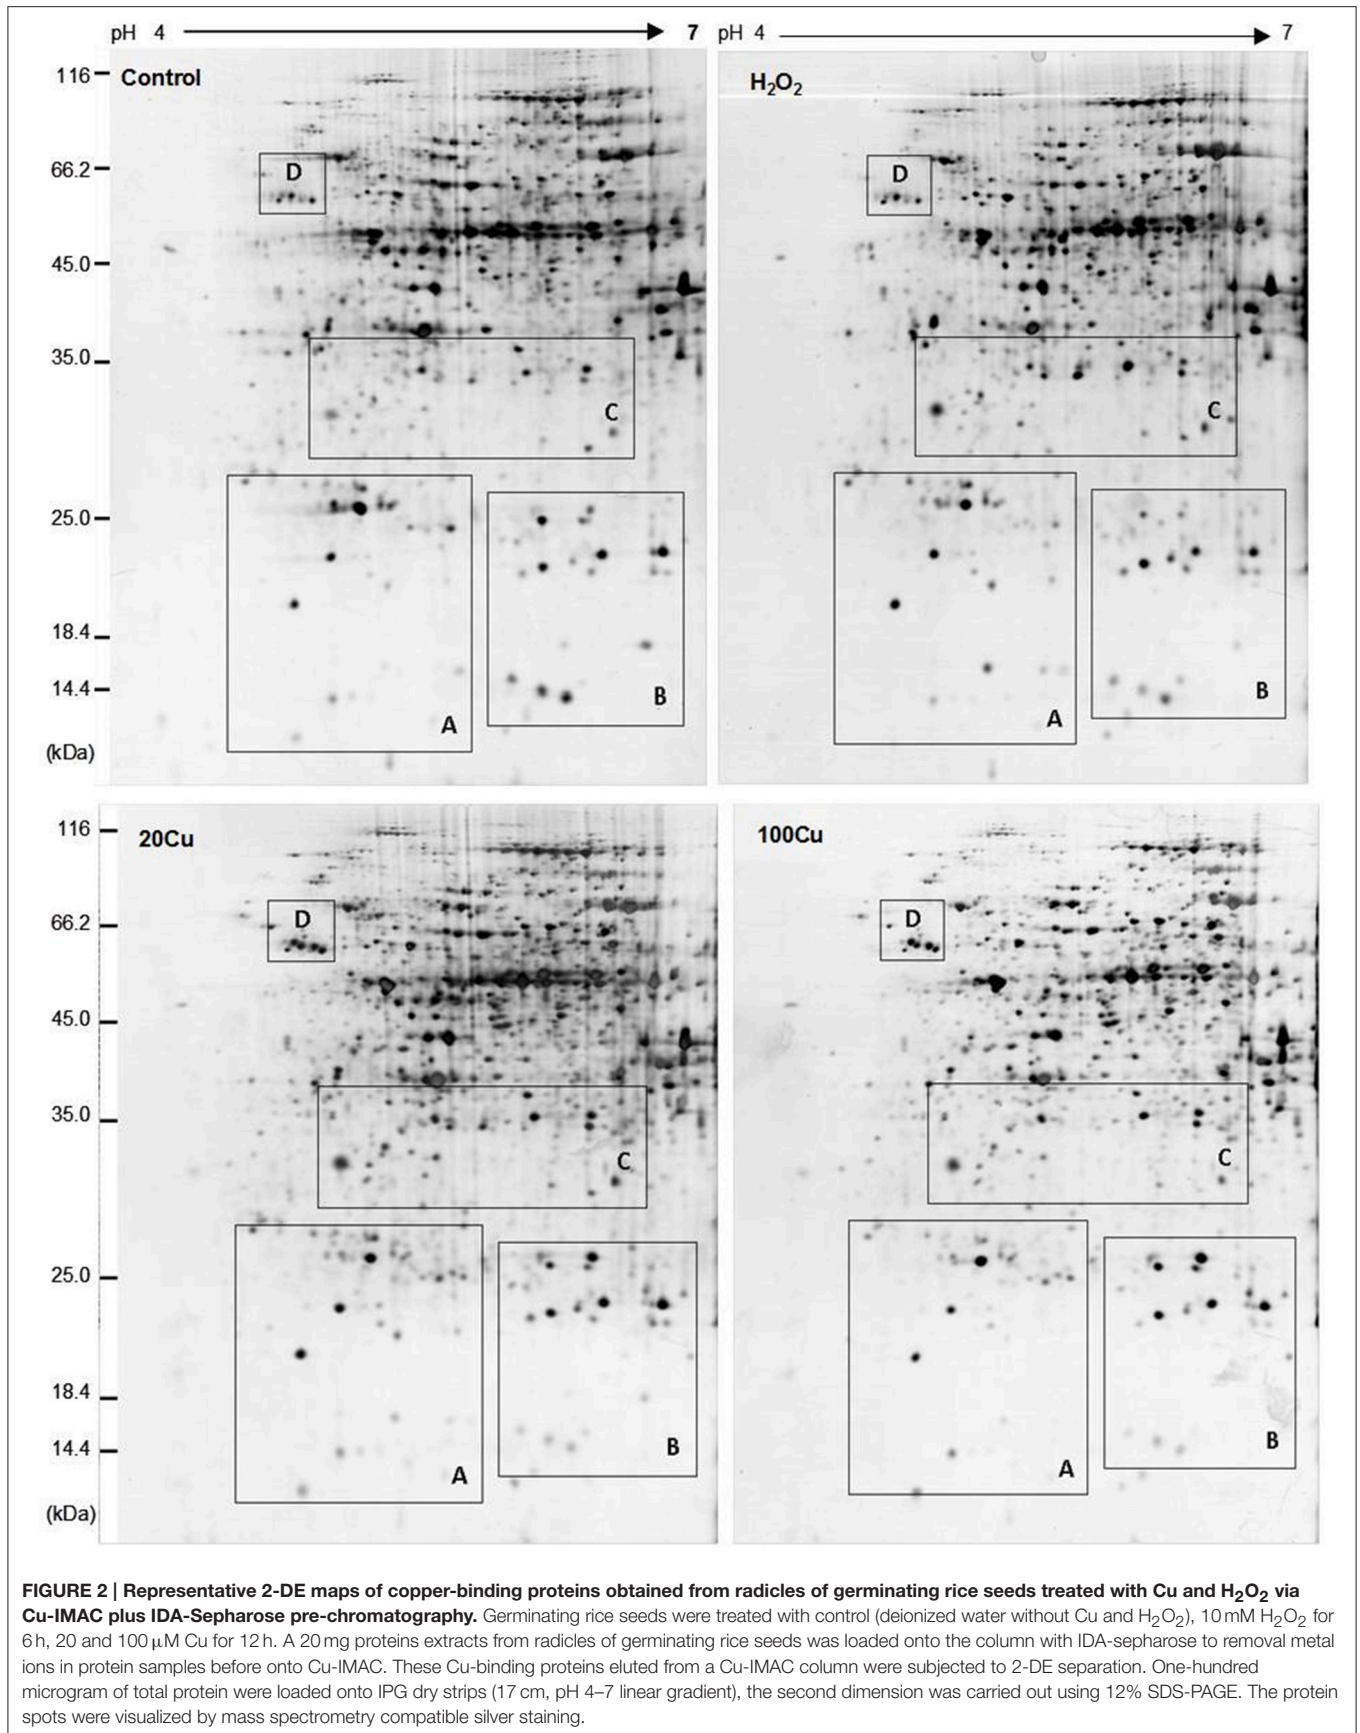 pH 4 7 pH 4 7
116 Control H₂O₂
66.2 D D
45.0
35.0
C C
25.0
18.4
14.4 B B
A A
(kDa)
116 20Cu 100Cu
66.2 D D
45.0
35.0
C C
25.0
18.4
14.4 B B
A A
(kDa)
FIGURE 2 | Representative 2-DE maps of copper-binding proteins obtained from radicles of germinating rice seeds treated with Cu and H₂O₂ via
Cu-IMAC plus IDA-Sepharose pre-chromatography. Germinating rice seeds were treated with control (deionized water without Cu and H₂O₂), 10 mM H₂O₂ for
6 h, 20 and 100 μM Cu for 12 h. A 20 mg proteins extracts from radicles of germinating rice seeds was loaded onto the column with IDA-sepharose to removal metal
ions in protein samples before onto Cu-IMAC. These Cu-binding proteins eluted from a Cu-IMAC column were subjected to 2-DE separation. One-hundred
microgram of total protein were loaded onto IPG dry strips (17 cm, pH 4–7 linear gradient), the second dimension was carried out using 12% SDS-PAGE. The protein
spots were visualized by mass spectrometry compatible silver staining.